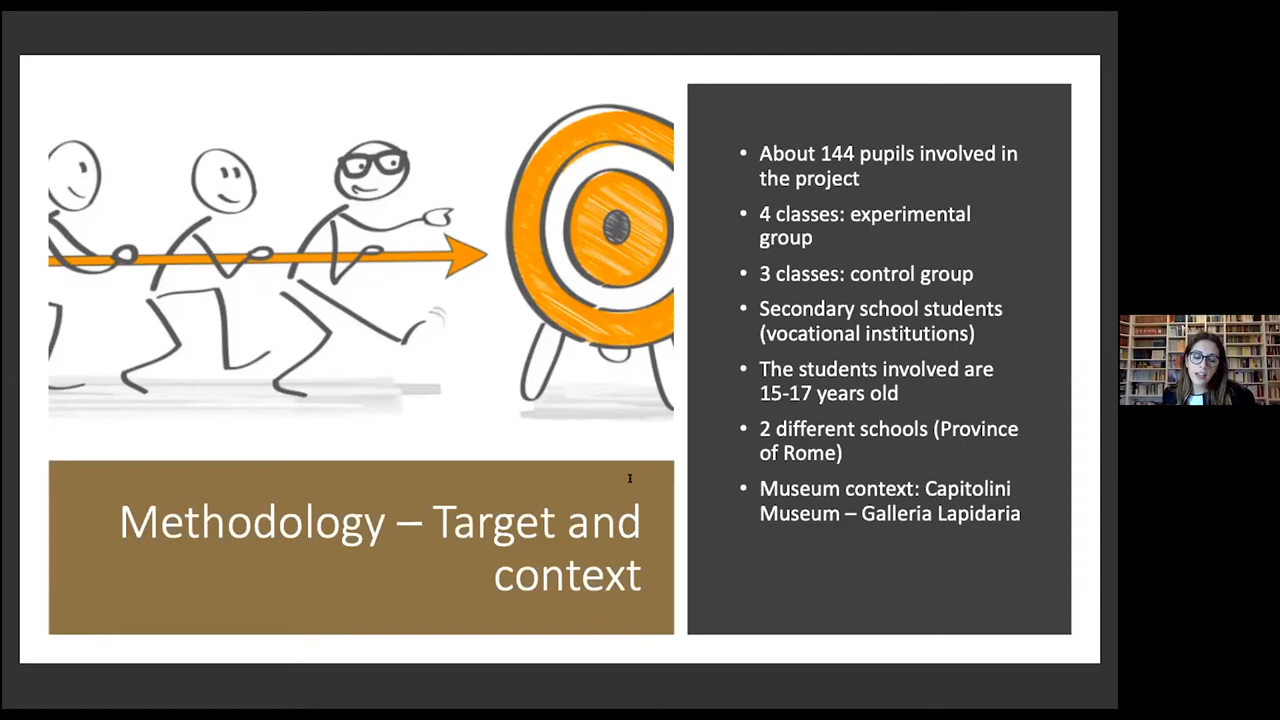 Methodology – Target and
context
• About 144 pupils involved in
the project
• 4 classes: experimental
group
• 3 classes: control group
• Secondary school students
(vocational institutions)
• The students involved are
15-17 years old
• 2 different schools (Province
of Rome)
• Museum context: Capitolini
Museum – Galleria Lapidaria